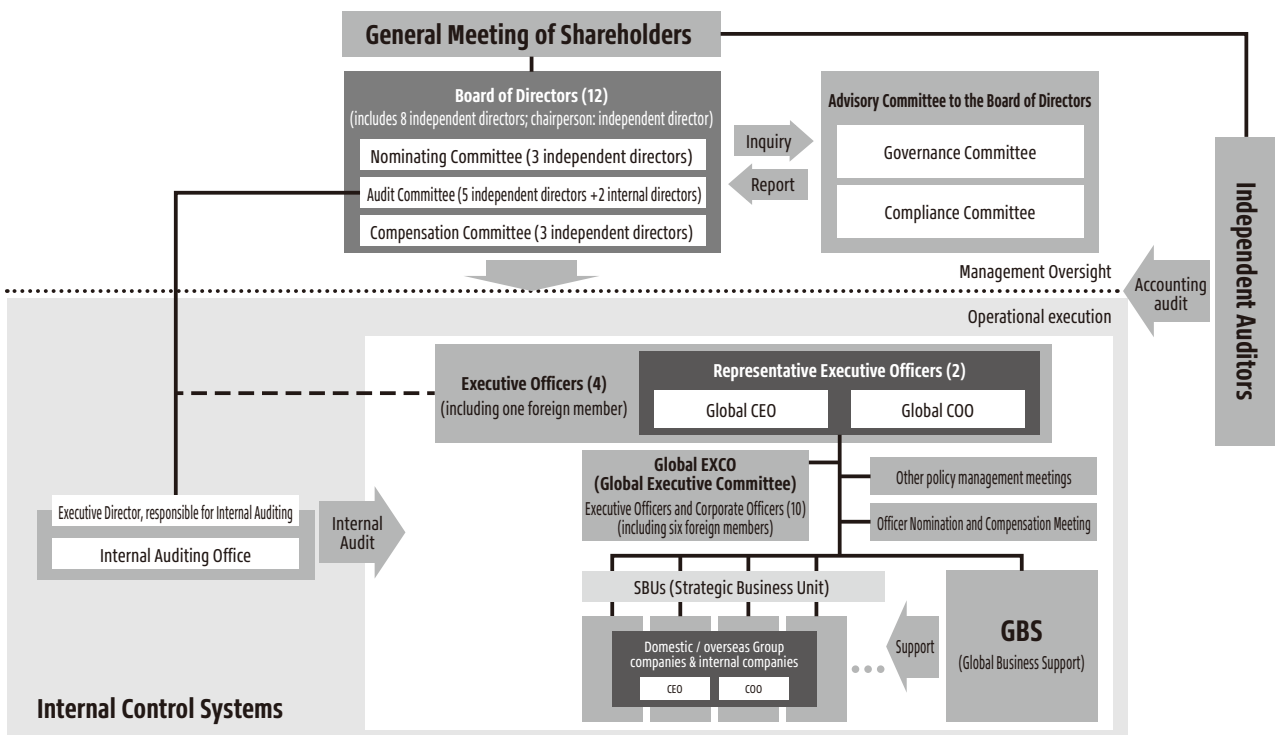 General Meeting of Shareholders
Board of Directors (12)
(includes 8 independent directors; chairperson: independent director)
Nominating Committee (3 independent directors)
Audit Committee (5 independent directors +2 internal directors)
Compensation Committee (3 independent directors)
Inquiry
Report
Advisory Committee to the Board of Directors
Governance Committee
Compliance Committee
Independent Auditors
Accounting
audit
Management Oversight
Operational execution
Executive Officers (4)
(including one foreign member)
Representative Executive Officers (2)
Global CEO
Global COO
Global EXCO
(Global Executive Committee)
Executive Officers and Corporate Officers (10)
(including six foreign members)
Other policy management meetings
Officer Nomination and Compensation Meeting
Executive Director, responsible for Internal Auditing
Internal Auditing Office
Internal
Audit
SBUs (Strategic Business Unit)
Domestic / overseas Group
companies & internal companies
CEO
COO
Support
GBS
(Global Business Support)
Internal Control Systems